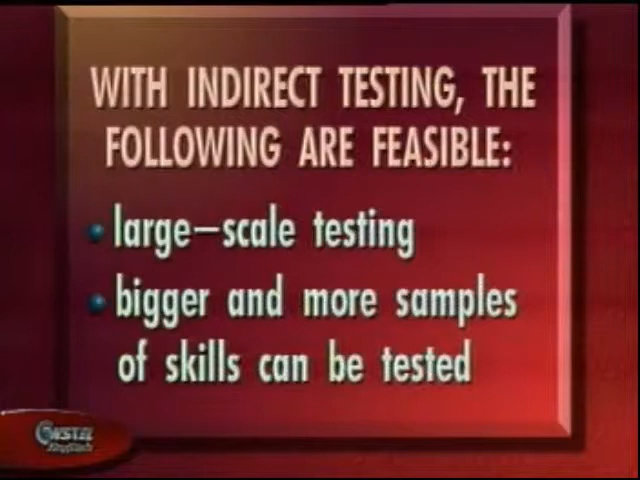 WITH INDIRECT TESTING, THE
FOLLOWING ARE FEASIBLE:
large-scale testing
bigger and more samples
of skills can be tested